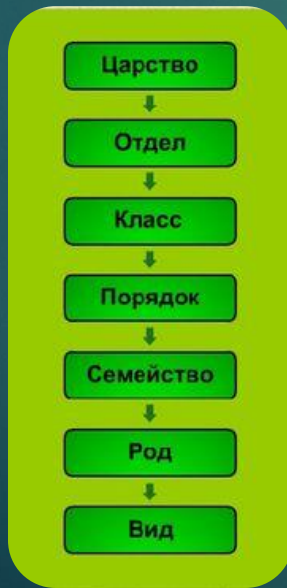 Царство
Отдел
Класс
Порядок
Семейство
Род
Вид